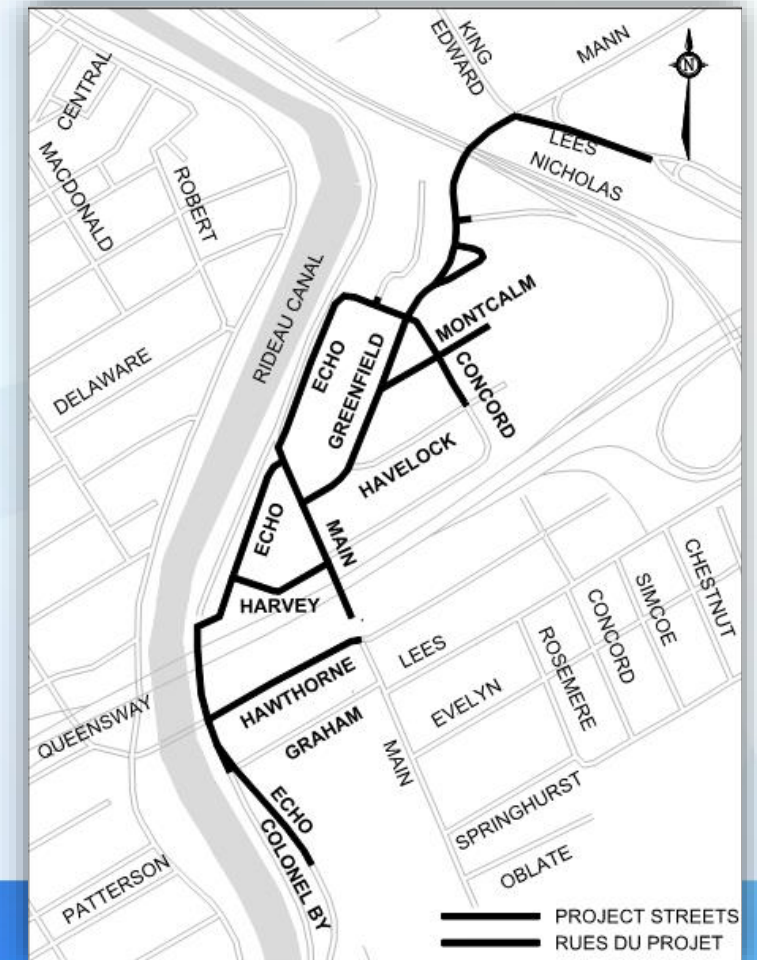 KING
EDWARD
MANN
N
CENTRAL
LEES
NICHOLAS
MACDONALD
ROBERT
RIDEAU CANAL
MONTCALM
ECHO
GREENFIELD
CONCORD
DELAWARE
HAVELOCK
ECHO
MAIN
HARVEY
CHESTNUT
SIMCOE
CONCORD
ROSEMERE
LEES
HAWTHORNE
EVELYN
QUEENSWAY
GRAHAM
MAIN
ECHO
COLONEL BY
SPRINGHURST
OBLATE
PATTERSON
PROJECT STREETS
RUES DU PROJET